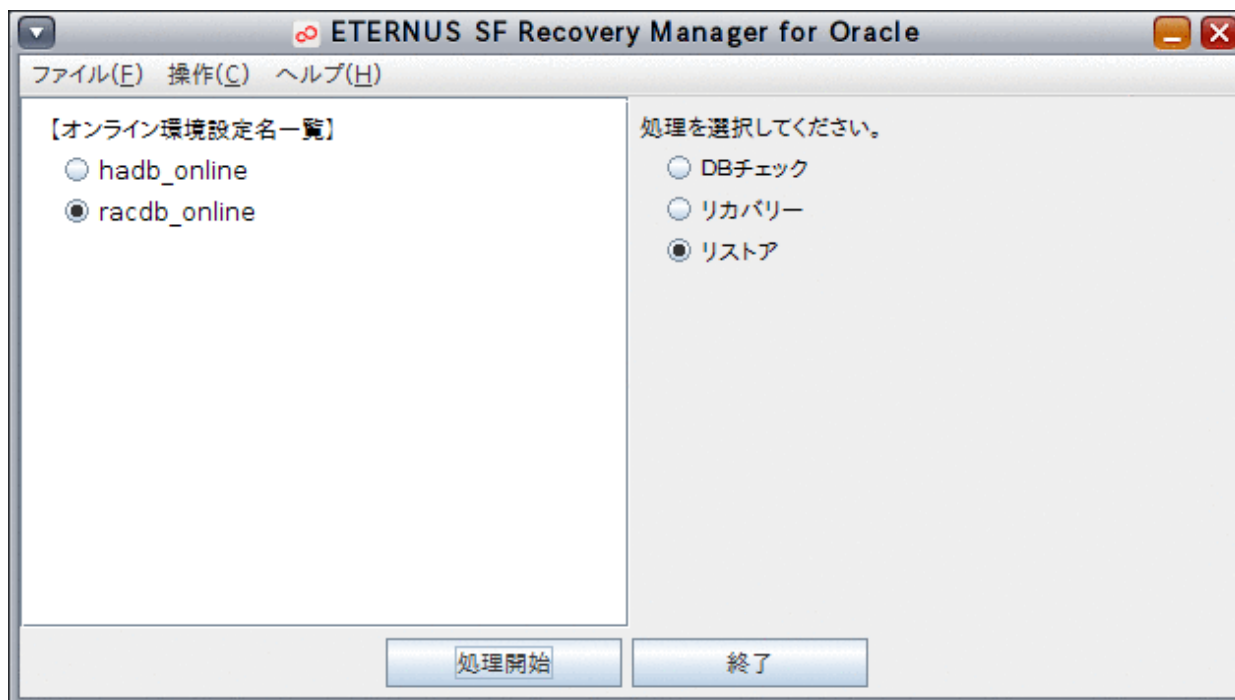 ETERNUS SF Recovery Manager for Oracle
ファイル(F) 操作(C) ヘルプ(H)
【オンライン環境設定名一覧】
hadb_online
racdb_online
処理を選択してください。
DBチェック
リカバリー
リストア
処理開始 終了